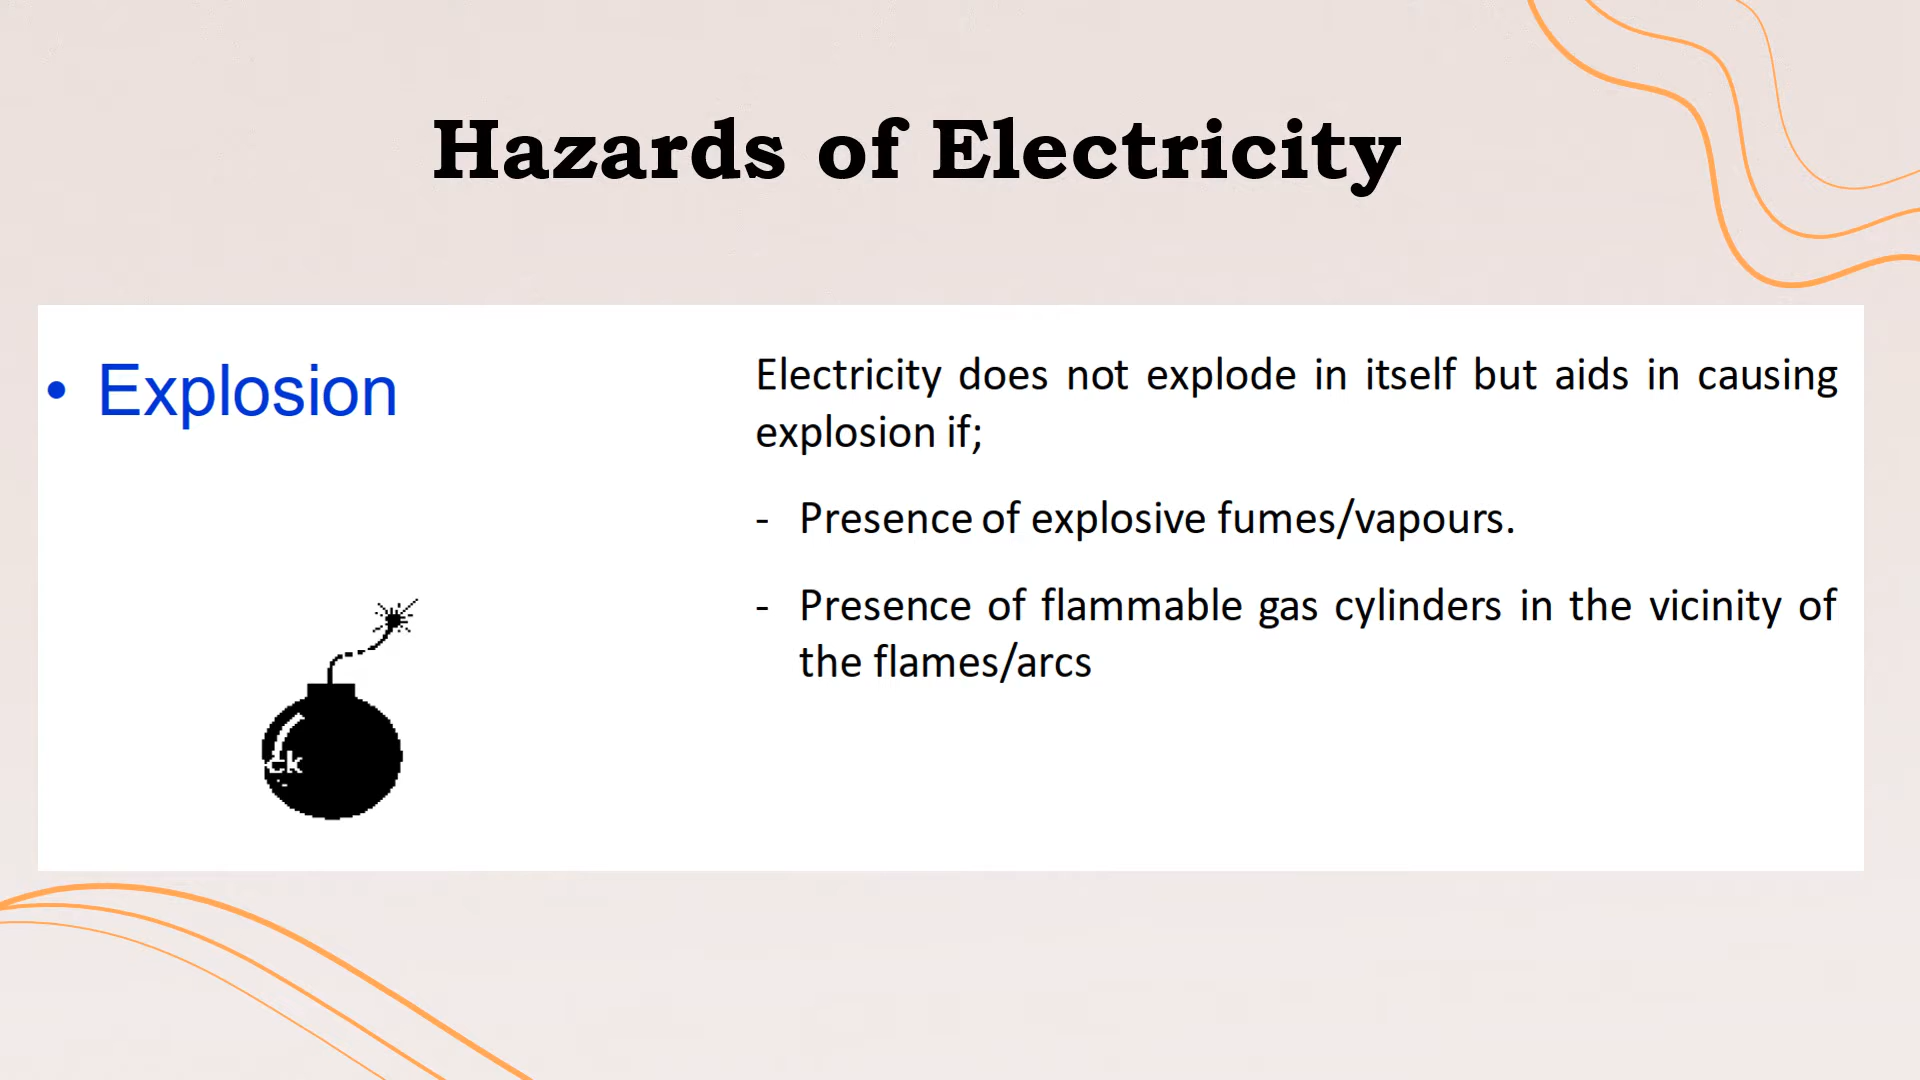 Hazards of Electricity
• Explosion
Electricity does not explode in itself but aids in causing
explosion if;
- Presence of explosive fumes/vapours.
- Presence of flammable gas cylinders in the vicinity of
the flames/arcs
ck